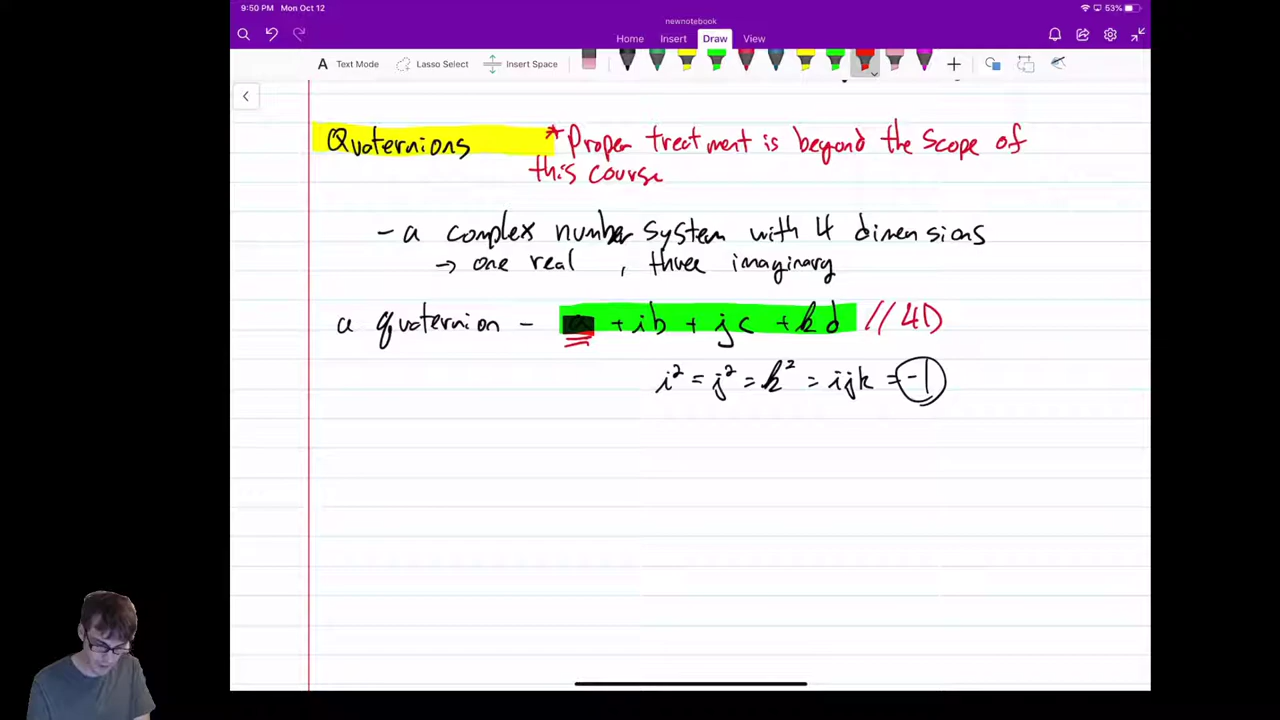 9:50 PM Mon Oct 12
53%
newnotebook
Home Insert Draw View
A Text Mode Lasso Select Insert Space
Quaternions * Proper treatment is beyond the scope of
this course
- a complex number system with 4 dimensions
→ one real , three imaginary
a quaternion - a + ib + jc + kd // 4D
i² = j² = k² = ijk = -1